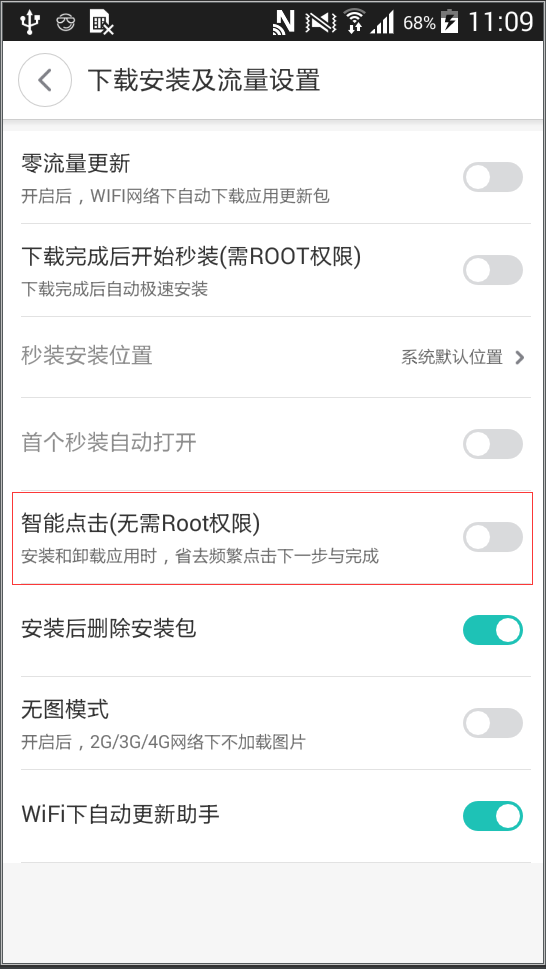 68% 11:09
下载安装及流量设置
零流量更新
开启后，WIFI网络下自动下载应用更新包
下载完成后开始秒装(需ROOT权限)
下载完成后自动极速安装
秒装安装位置 系统默认位置
首个秒装自动打开
智能点击(无需Root权限)
安装和卸载应用时，省去频繁点击下一步与完成
安装后删除安装包
无图模式
开启后，2G/3G/4G网络下不加载图片
WiFi下自动更新助手